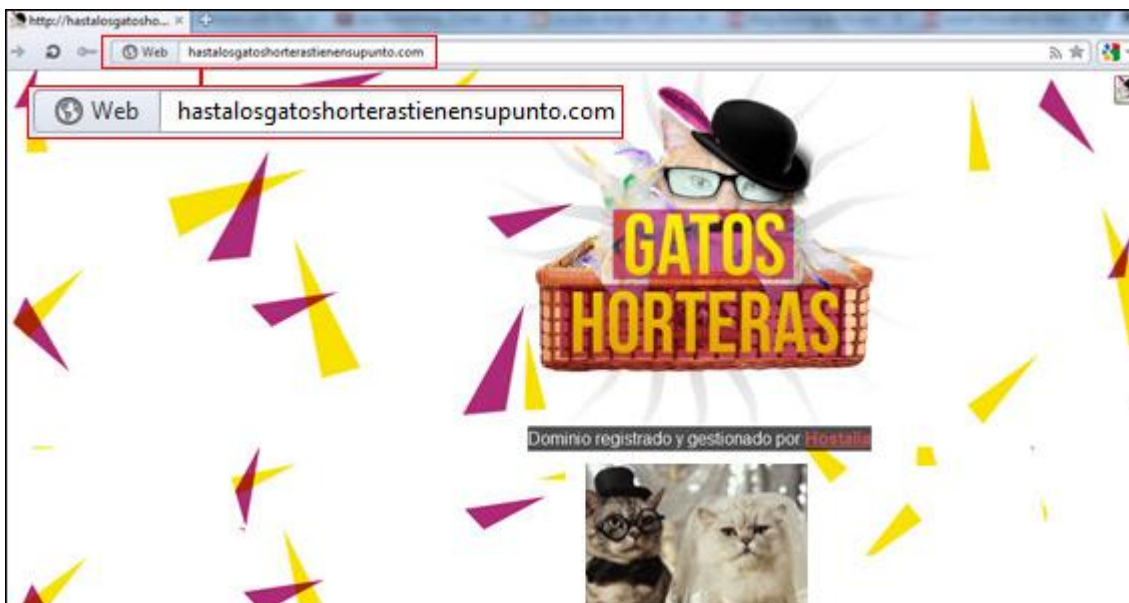 http://hastalosgatosho...
Web hastalosgatoshorterastienensupunto.com
Web hastalosgatoshorterastienensupunto.com
GATOS
HORTERAS
Dominio registrado y gestionado por Hostalia